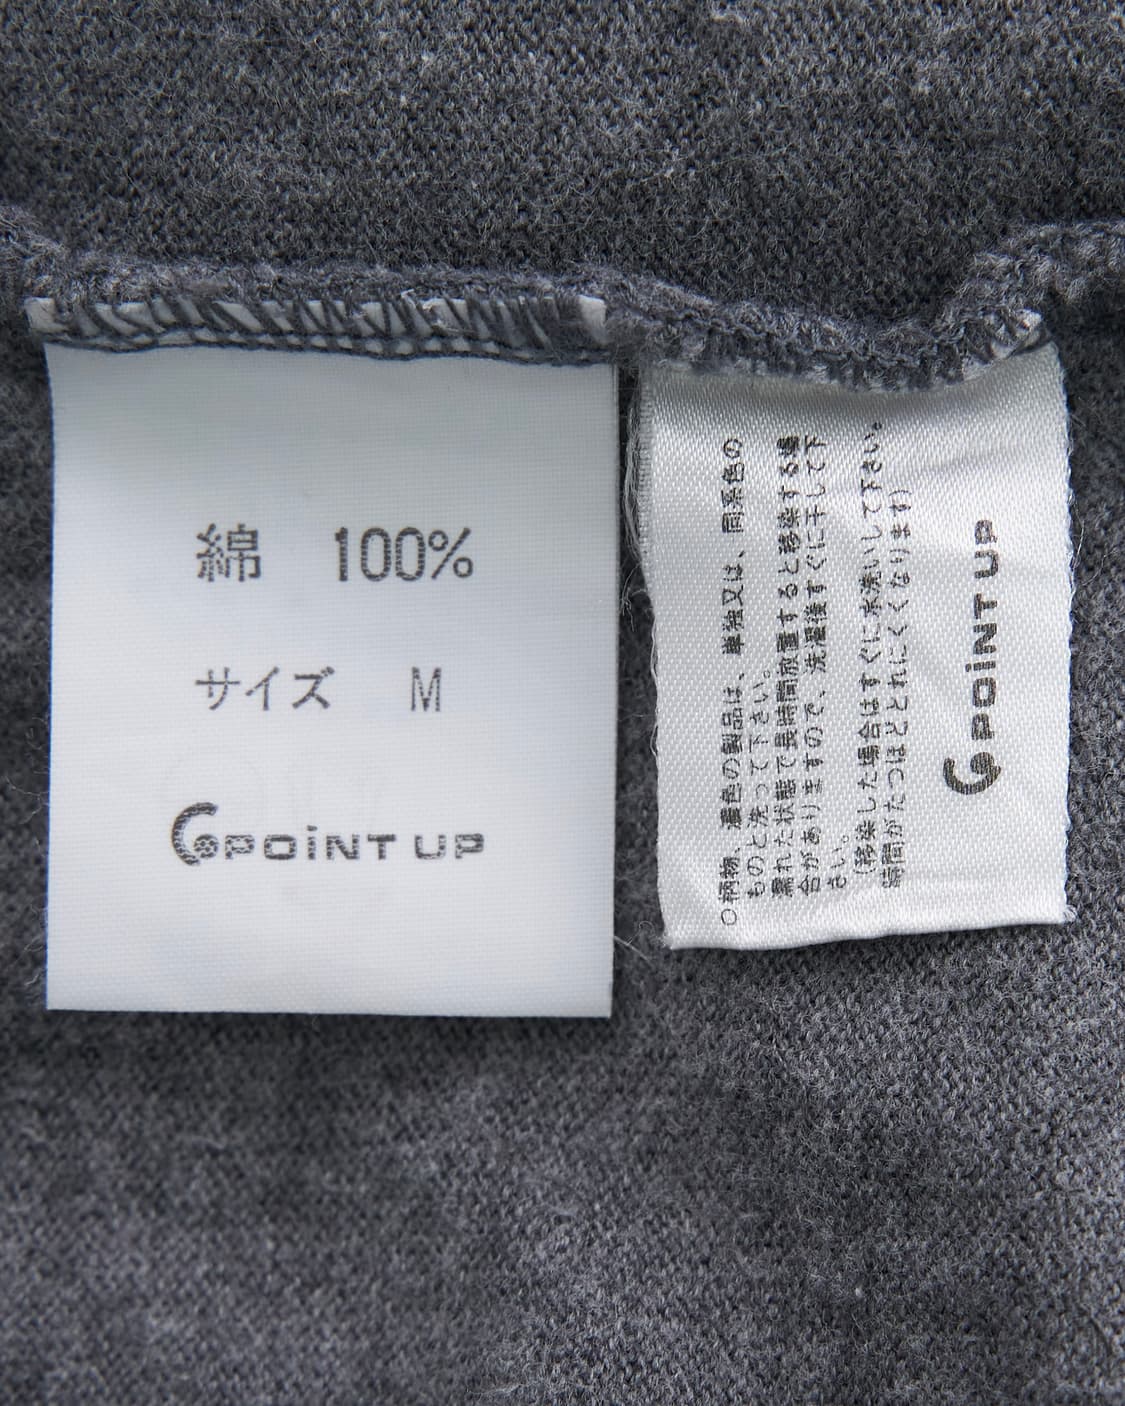 綿 100%
サイズ M
POINT UP
○柄物、濃色の製品は、単独又は、同系色の
ものと洗って下さい。
濡れた状態で長時間放置すると移染する場
合がありますので、洗濯後すぐに干して下
さい。
(移染した場合はすぐに水洗いして下さい。
時間がたつほどとれにくくなります)
POINT UP